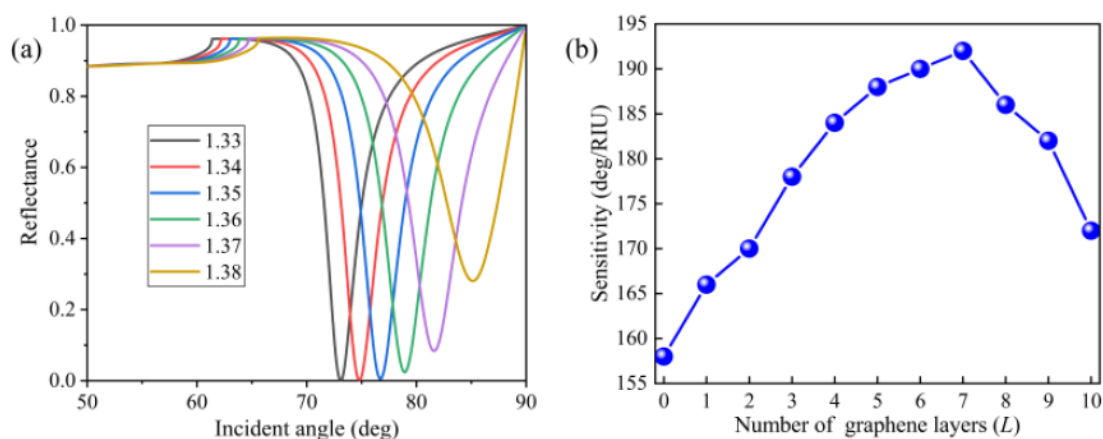 (a)
Reflectance
1.0
0.8
0.6
0.4
0.2
0.0
1.33
1.34
1.35
1.36
1.37
1.38
50 60 70 80 90
Incident angle (deg)
(b)
Sensitivity (deg/RIU)
195
190
185
180
175
170
165
160
155
0 1 2 3 4 5 6 7 8 9 10
Number of graphene layers (L)